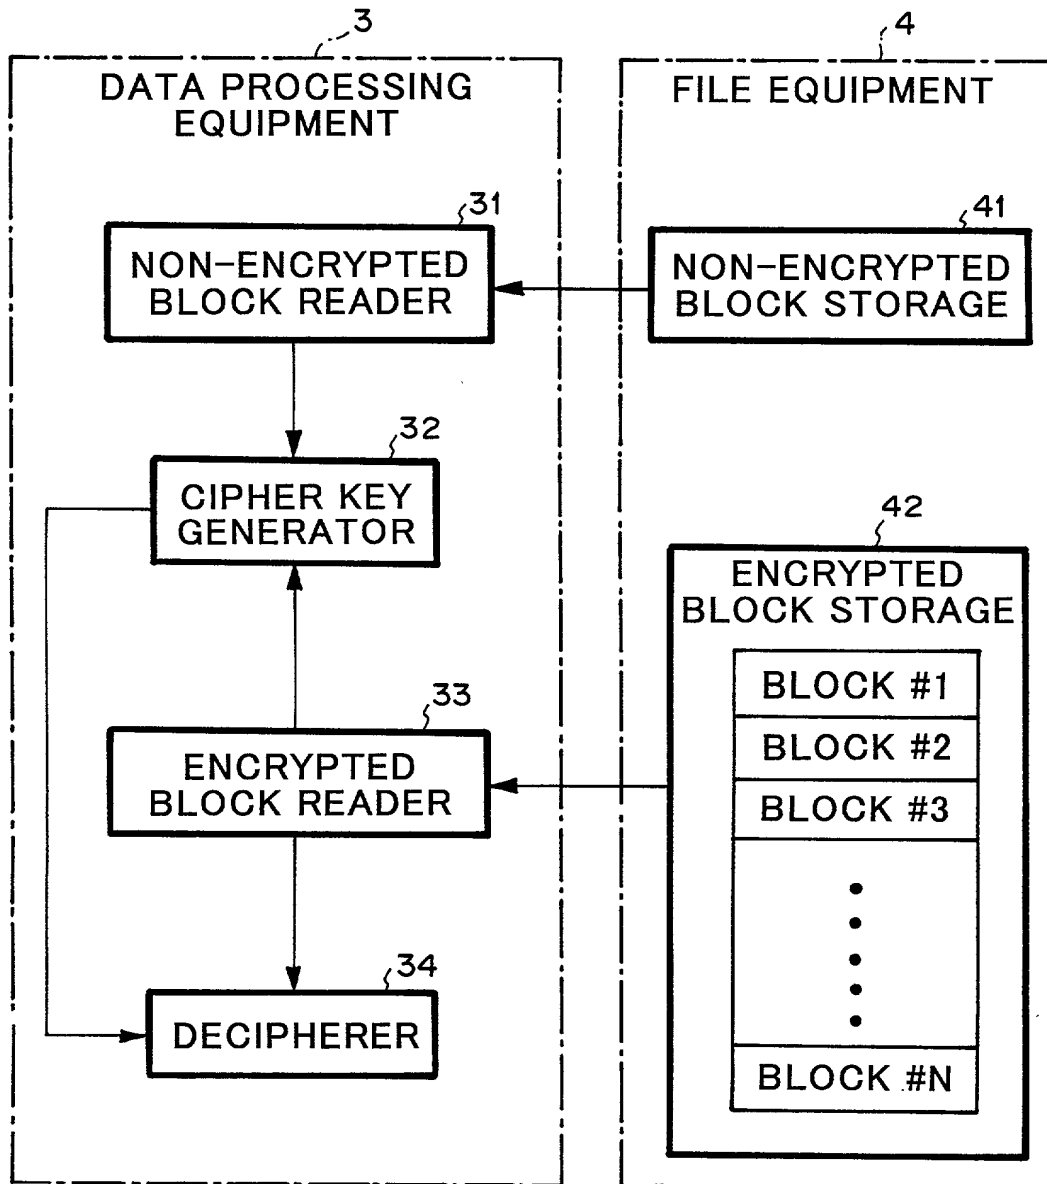 3
DATA PROCESSING
EQUIPMENT
31
NON-ENCRYPTED
BLOCK READER
32
CIPHER KEY
GENERATOR
33
ENCRYPTED
BLOCK READER
34
DECIPHERER
4
FILE EQUIPMENT
41
NON-ENCRYPTED
BLOCK STORAGE
42
ENCRYPTED
BLOCK STORAGE
BLOCK #1
BLOCK #2
BLOCK #3
BLOCK #N